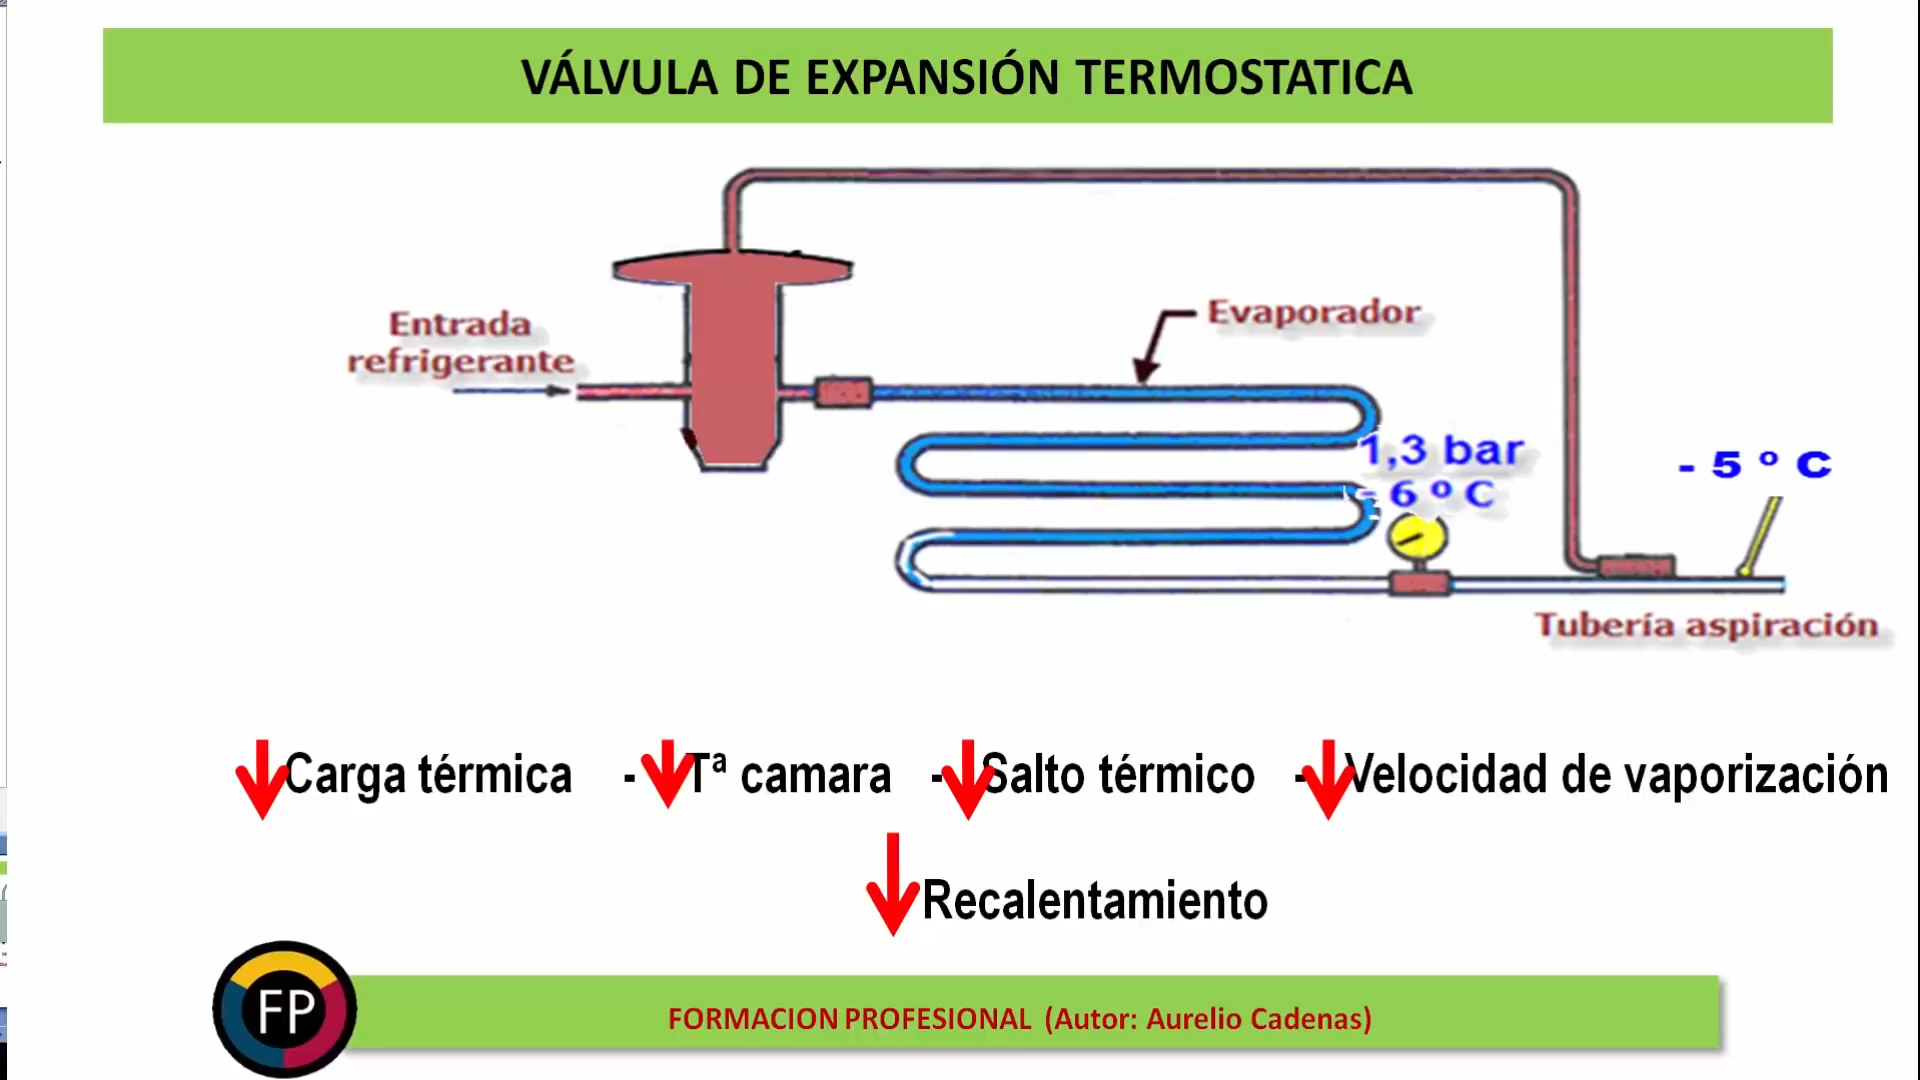 VÁLVULA DE EXPANSIÓN TERMOSTATICA
Entrada
refrigerante
Evaporador
1,3 bar
- 6 º C
- 5 º C
Tubería aspiración
Carga térmica - Tª camara - Salto térmico - Velocidad de vaporización
Recalentamiento
FP
FORMACION PROFESIONAL (Autor: Aurelio Cadenas)